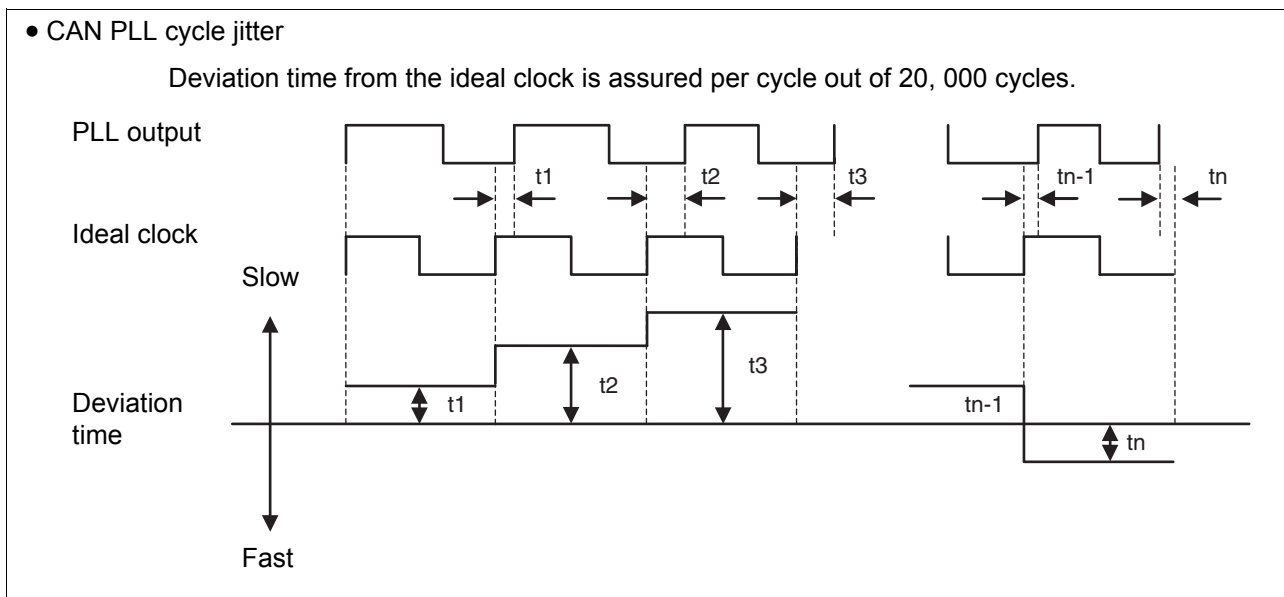 • CAN PLL cycle jitter
Deviation time from the ideal clock is assured per cycle out of 20, 000 cycles.
PLL output
t1
t2
t3
tn-1
tn
Ideal clock
Slow
Deviation
time
t1
t2
t3
tn-1
tn
Fast